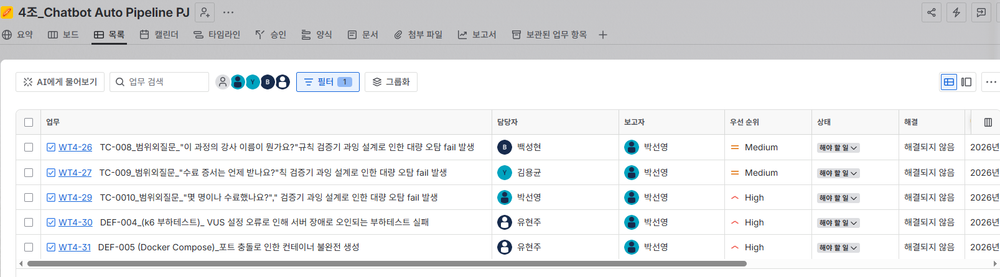 4조_Chatbot Auto Pipeline PJ
요약 보드 목록 캘린더 타임라인 승인 양식 문서 첨부 파일 보고서 보관된 업무 항목
AI에게 물어보기 업무 검색 Y B 필터 1 그룹화
업무 담당자 보고자 우선 순위 상태 해결
WT4-26 TC-008_범위외질문_"이 과정의 강사 이름이 뭔가요?"규칙 검증기 과잉 설계로 인한 대량 오탐 fail 발생 B 백성현 박선영 Medium 해야 할 일 해결되지 않음 2026년
WT4-27 TC-009_범위외질문_"수료 증서는 언제 받나요?"칙 검증기 과잉 설계로 인한 대량 오탐 fail 발생 Y 김용균 박선영 Medium 해야 할 일 해결되지 않음 2026년
WT4-29 TC-0010_범위외질문_"몇 명이나 수료했나요?"," 검증기 과잉 설계로 인한 대량 오탐 fail 발생 박선영 박선영 High 해야 할 일 해결되지 않음 2026년
WT4-30 DEF-004_(k6 부하테스트)_ VUS 설정 오류로 인해 서버 장애로 오인되는 부하테스트 실패 유현주 박선영 High 해야 할 일 해결되지 않음 2026년
WT4-31 DEF-005 (Docker Compose)_포트 충돌로 인한 컨테이너 불완전 생성 유현주 박선영 High 해야 할 일 해결되지 않음 2026년